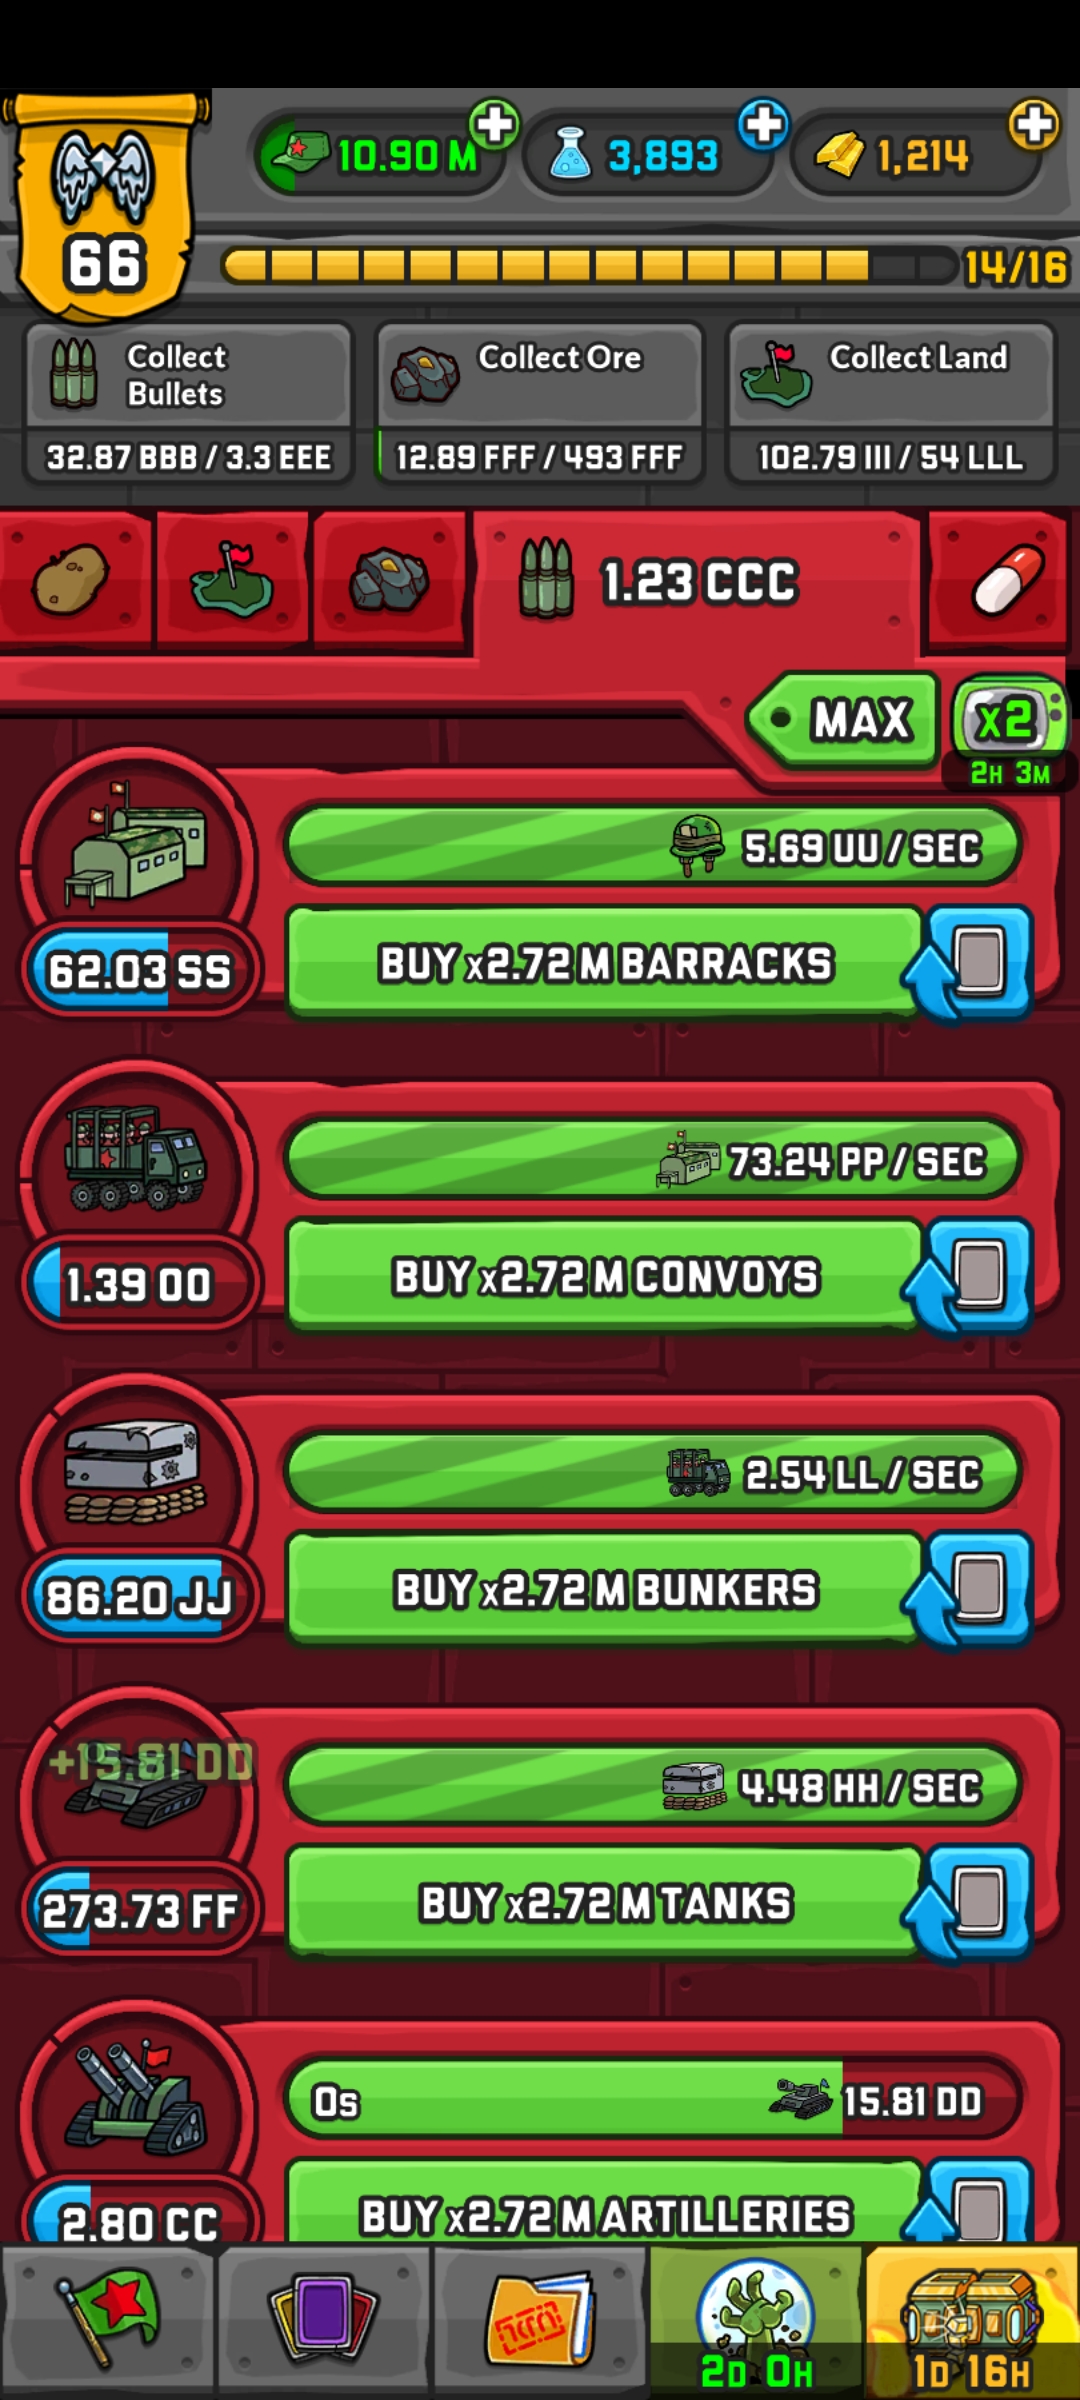 10.90 M
3,893
1,214
66
14/16
Collect
Bullets
32.87 BBB / 3.3 EEE
Collect Ore
12.89 FFF / 493 FFF
Collect Land
102.79 III / 54 LLL
1.23 CCC
MAX
x2
2H 3M
5.69 UU / SEC
62.03 SS
BUY x2.72 M BARRACKS
73.24 PP / SEC
1.39 OO
BUY x2.72 M CONVOYS
2.54 LL / SEC
86.20 JJ
BUY x2.72 M BUNKERS
+15.81 DD
4.48 HH / SEC
273.73 FF
BUY x2.72 M TANKS
0s
15.81 DD
2.80 CC
BUY x2.72 M ARTILLERIES
2D 0H
1D 16H